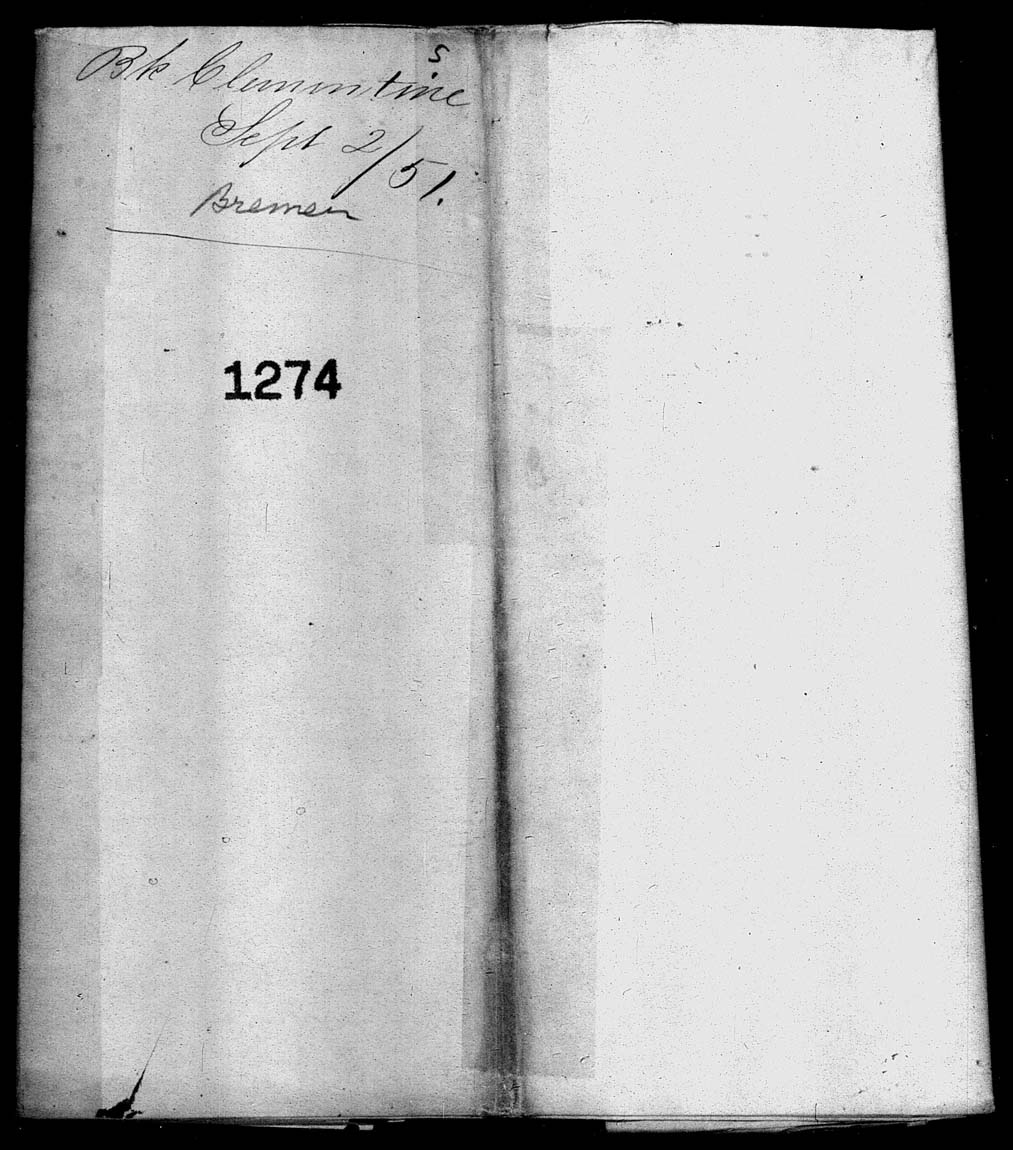 5
Bk Clementine
Sept 2/51.
Bremen
1274